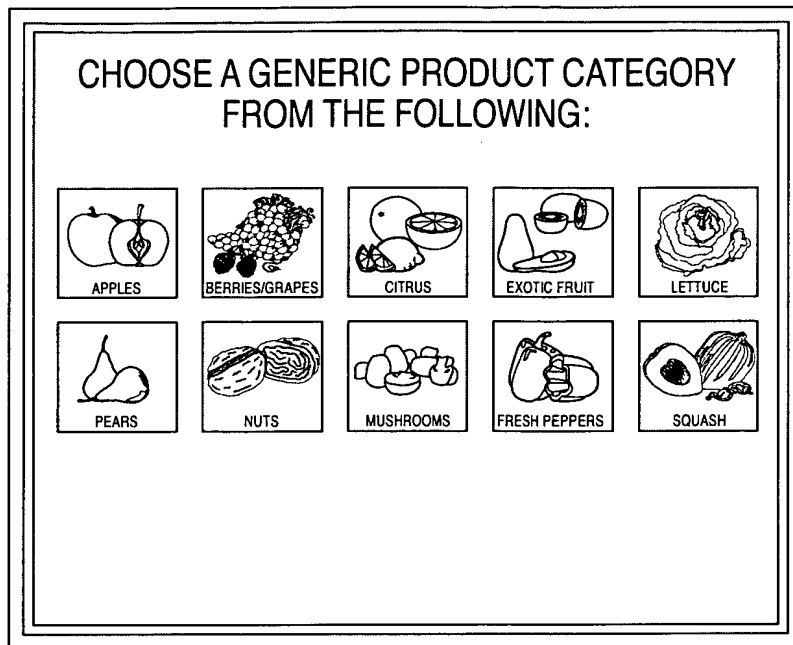 CHOOSE A GENERIC PRODUCT CATEGORY
FROM THE FOLLOWING:
APPLES
BERRIES/GRAPES
CITRUS
EXOTIC FRUIT
LETTUCE
PEARS
NUTS
MUSHROOMS
FRESH PEPPERS
SQUASH